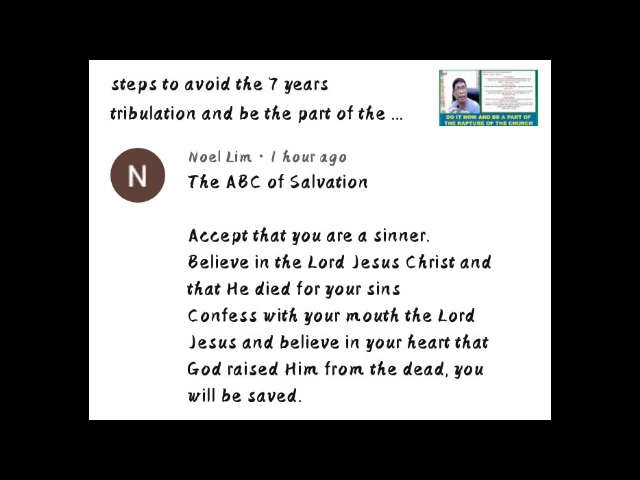 steps to avoid the 7 years
tribulation and be the part of the ...
DO IT NOW AND BE A PART OF
THE RAPTURE OF THE CHURCH
N
Noel Lim • 1 hour ago
The ABC of Salvation
Accept that you are a sinner.
Believe in the Lord Jesus Christ and
that He died for your sins
Confess with your mouth the Lord
Jesus and believe in your heart that
God raised Him from the dead, you
will be saved.